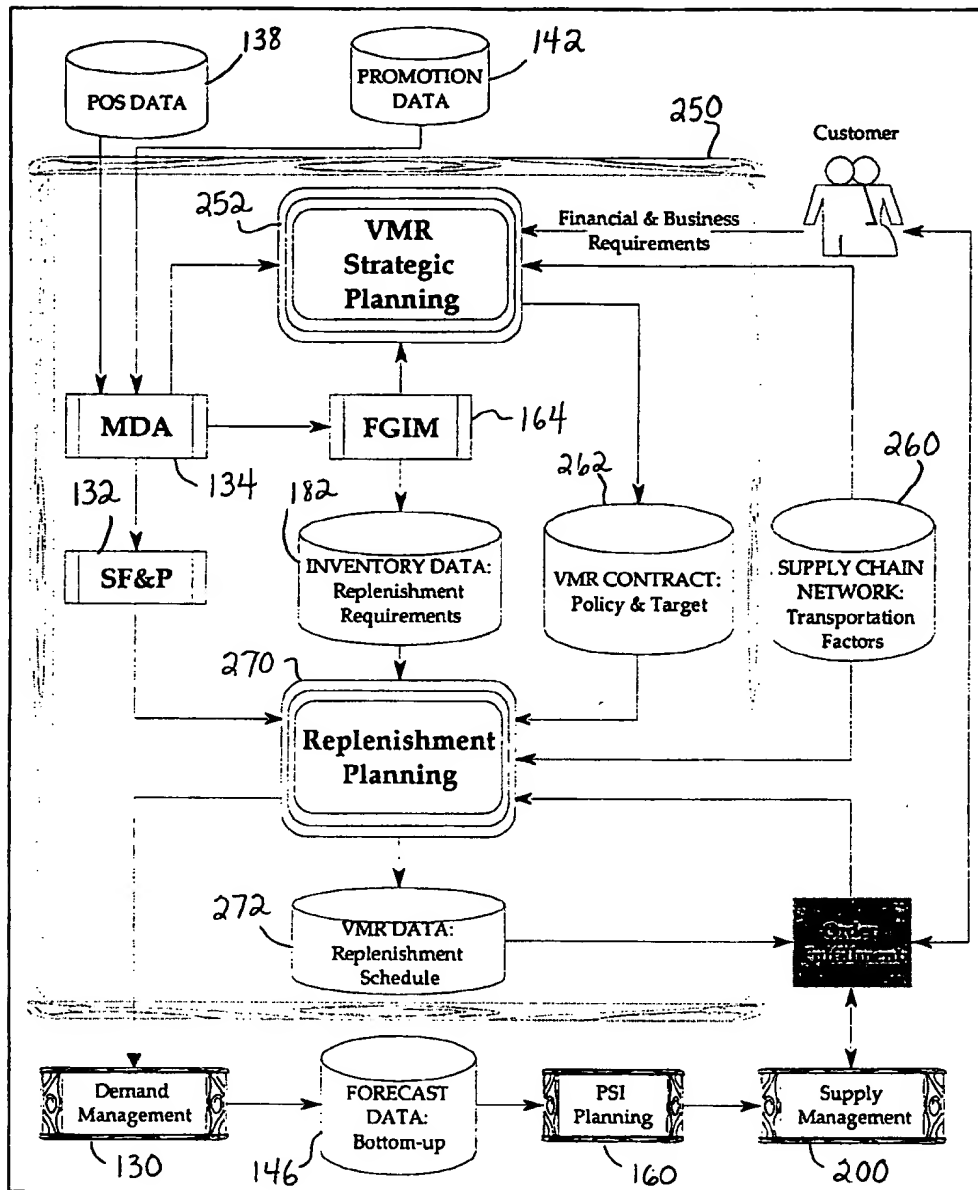 138
POS DATA
142
PROMOTION
DATA
250
Customer
252
VMR
Strategic
Planning
Financial & Business
Requirements
MDA
134
FGIM
164
132
SF&P
182
INVENTORY DATA:
Replenishment
Requirements
262
VMR CONTRACT:
Policy & Target
260
SUPPLY CHAIN
NETWORK:
Transportation
Factors
270
Replenishment
Planning
272
VMR DATA:
Replenishment
Schedule
Order
Fulfillment
Demand
Management
130
FORECAST
DATA:
Bottom-up
146
PSI
Planning
160
Supply
Management
200